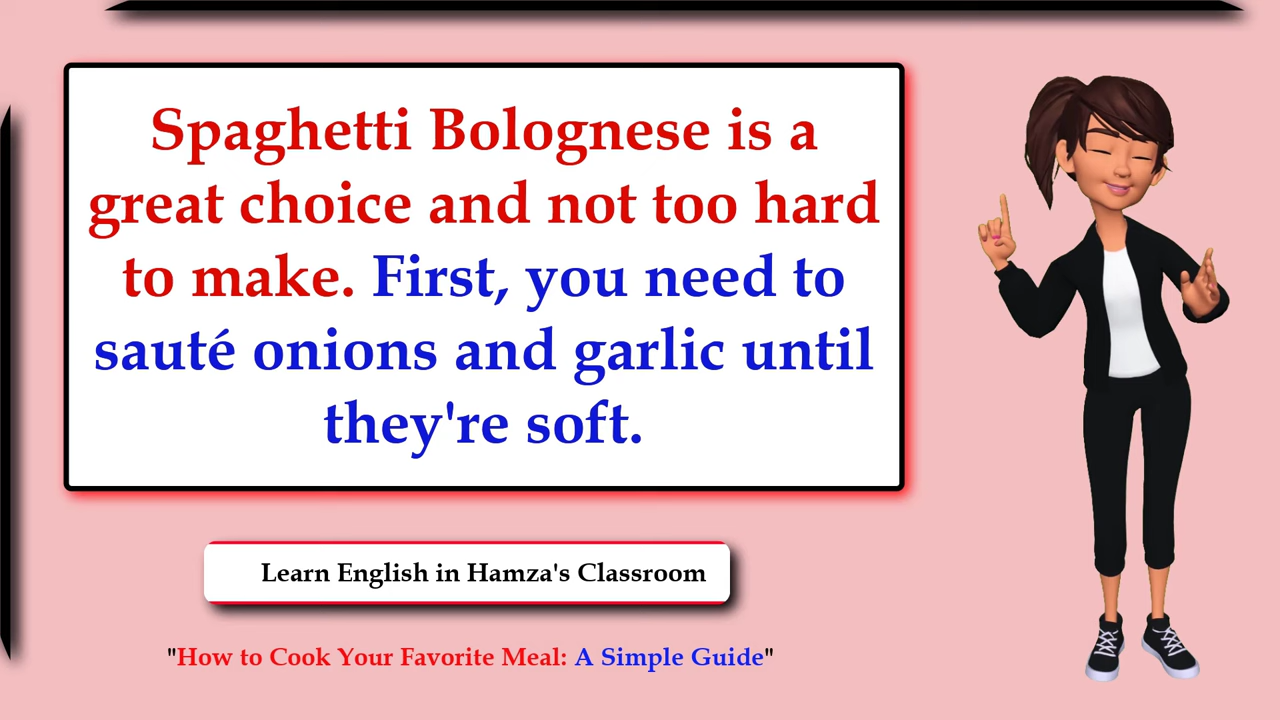 Spaghetti Bolognese is a
great choice and not too hard
to make. First, you need to
sauté onions and garlic until
they're soft.
Learn English in Hamza's Classroom
"How to Cook Your Favorite Meal: A Simple Guide"